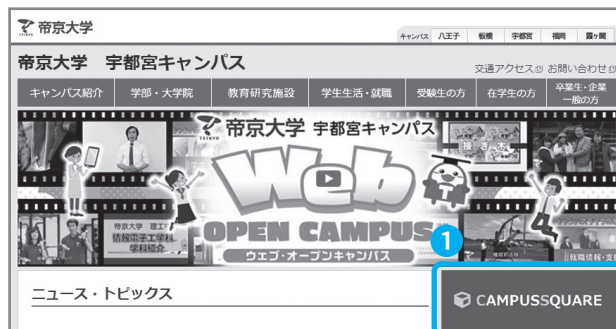 帝京大学
キャンパス 八王子 板橋 宇都宮 福岡 霞ヶ関
帝京大学 宇都宮キャンパス
交通アクセス お問い合わせ
キャンパス紹介 学部・大学院 教育研究施設 学生生活・就職 受験生の方 在学生の方 卒業生・企業
一般の方
帝京大学 宇都宮キャンパス
Web
OPEN CAMPUS
ウェブ・オープンキャンパス
帝京大学 理工
情報電子工学科
学科紹介
就職情報・支
1
ニュース・トピックス
CAMPUSSQUARE